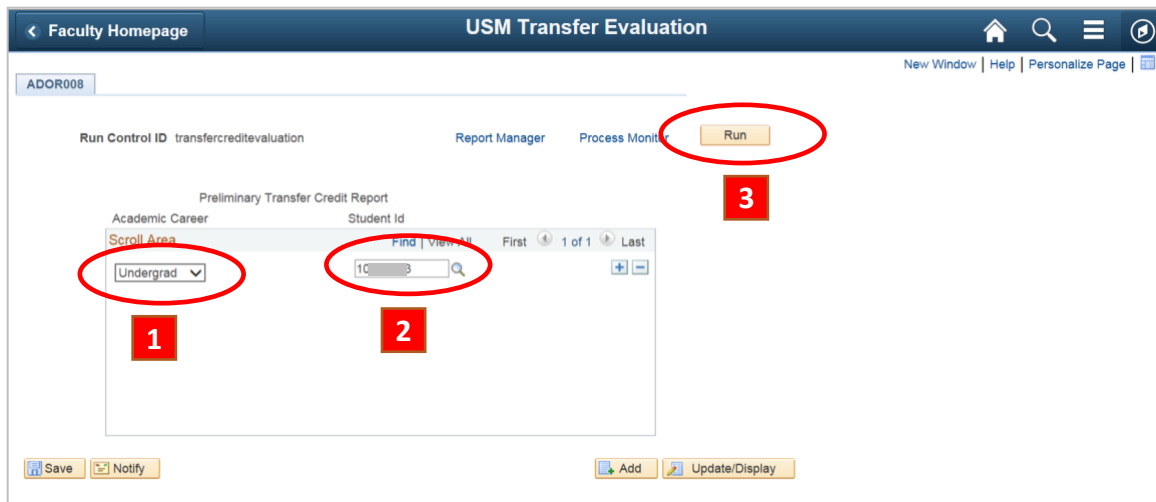 Faculty Homepage USM Transfer Evaluation
New Window | Help | Personalize Page |
ADOR008
Run Control ID transfercreditevaluation Report Manager Process Monitor Run
3
Preliminary Transfer Credit Report
Academic Career Student Id
Scroll Area Find | View All First 1 of 1 Last
Undergrad 10 3
1 2
Save Notify Add Update/Display